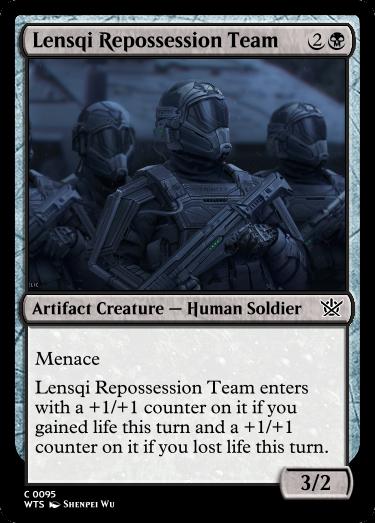 Lensqi Repossession Team 2
Artifact Creature — Human Soldier
Menace
Lensqi Repossession Team enters
with a +1/+1 counter on it if you
gained life this turn and a +1/+1
counter on it if you lost life this turn.
3/2
C 0095
WTS Shenpei Wu